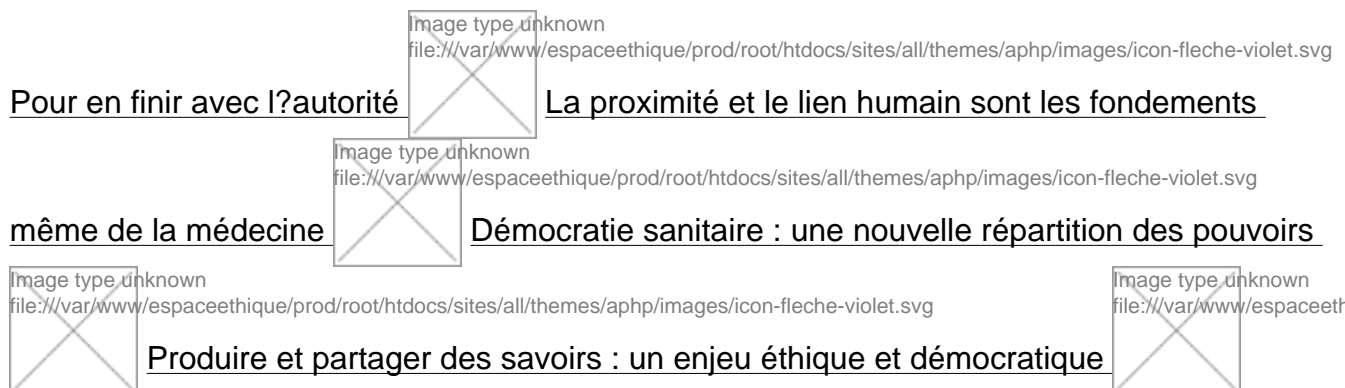 Image type unknown
file:///var/www/espaceethique/prod/root/htdocs/sites/all/themes/aphp/images/icon-fleche-violet.svg
Pour en finir avec l?autorité La proximité et le lien humain sont les fondements
Image type unknown
file:///var/www/espaceethique/prod/root/htdocs/sites/all/themes/aphp/images/icon-fleche-violet.svg
même de la médecine Démocratie sanitaire : une nouvelle répartition des pouvoirs
Image type unknown Image type unknown
file:///var/www/espaceethique/prod/root/htdocs/sites/all/themes/aphp/images/icon-fleche-violet.svg file:///var/www/espaceeth
Produire et partager des savoirs : un enjeu éthique et démocratique